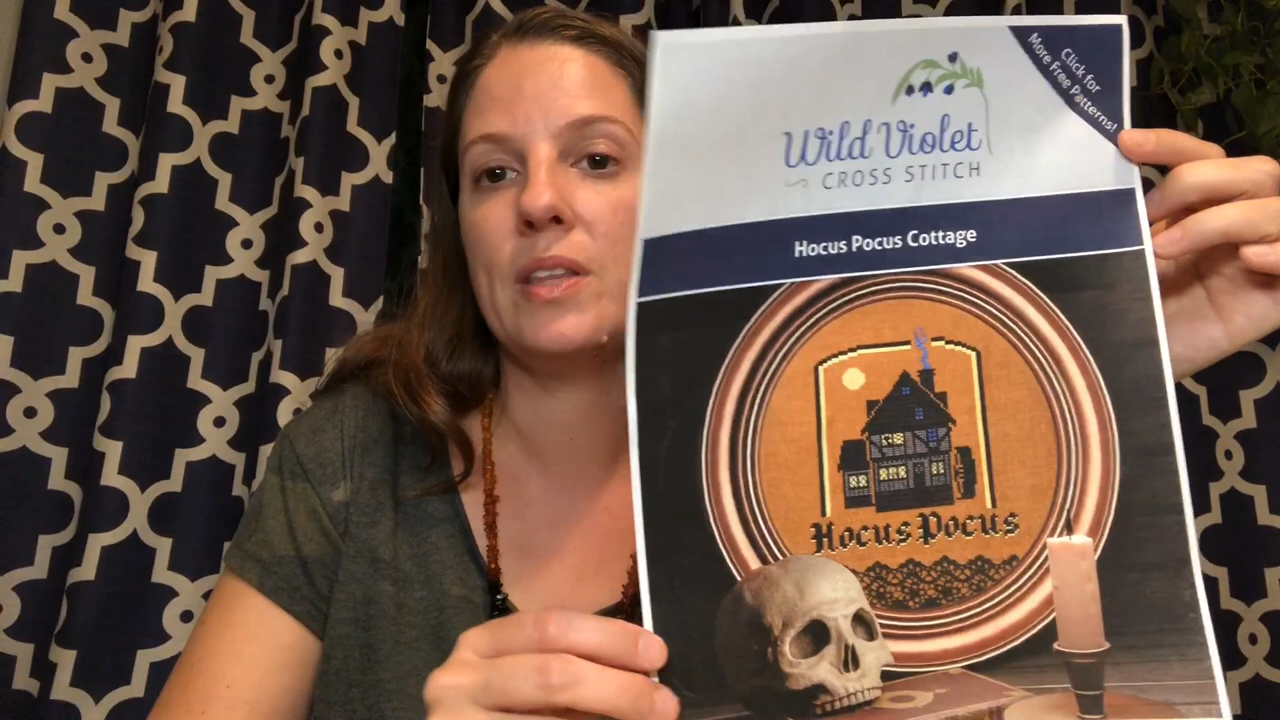 Click for
More Free Patterns!
Wild Violet
CROSS STITCH
Hocus Pocus Cottage
Hocus Pocus